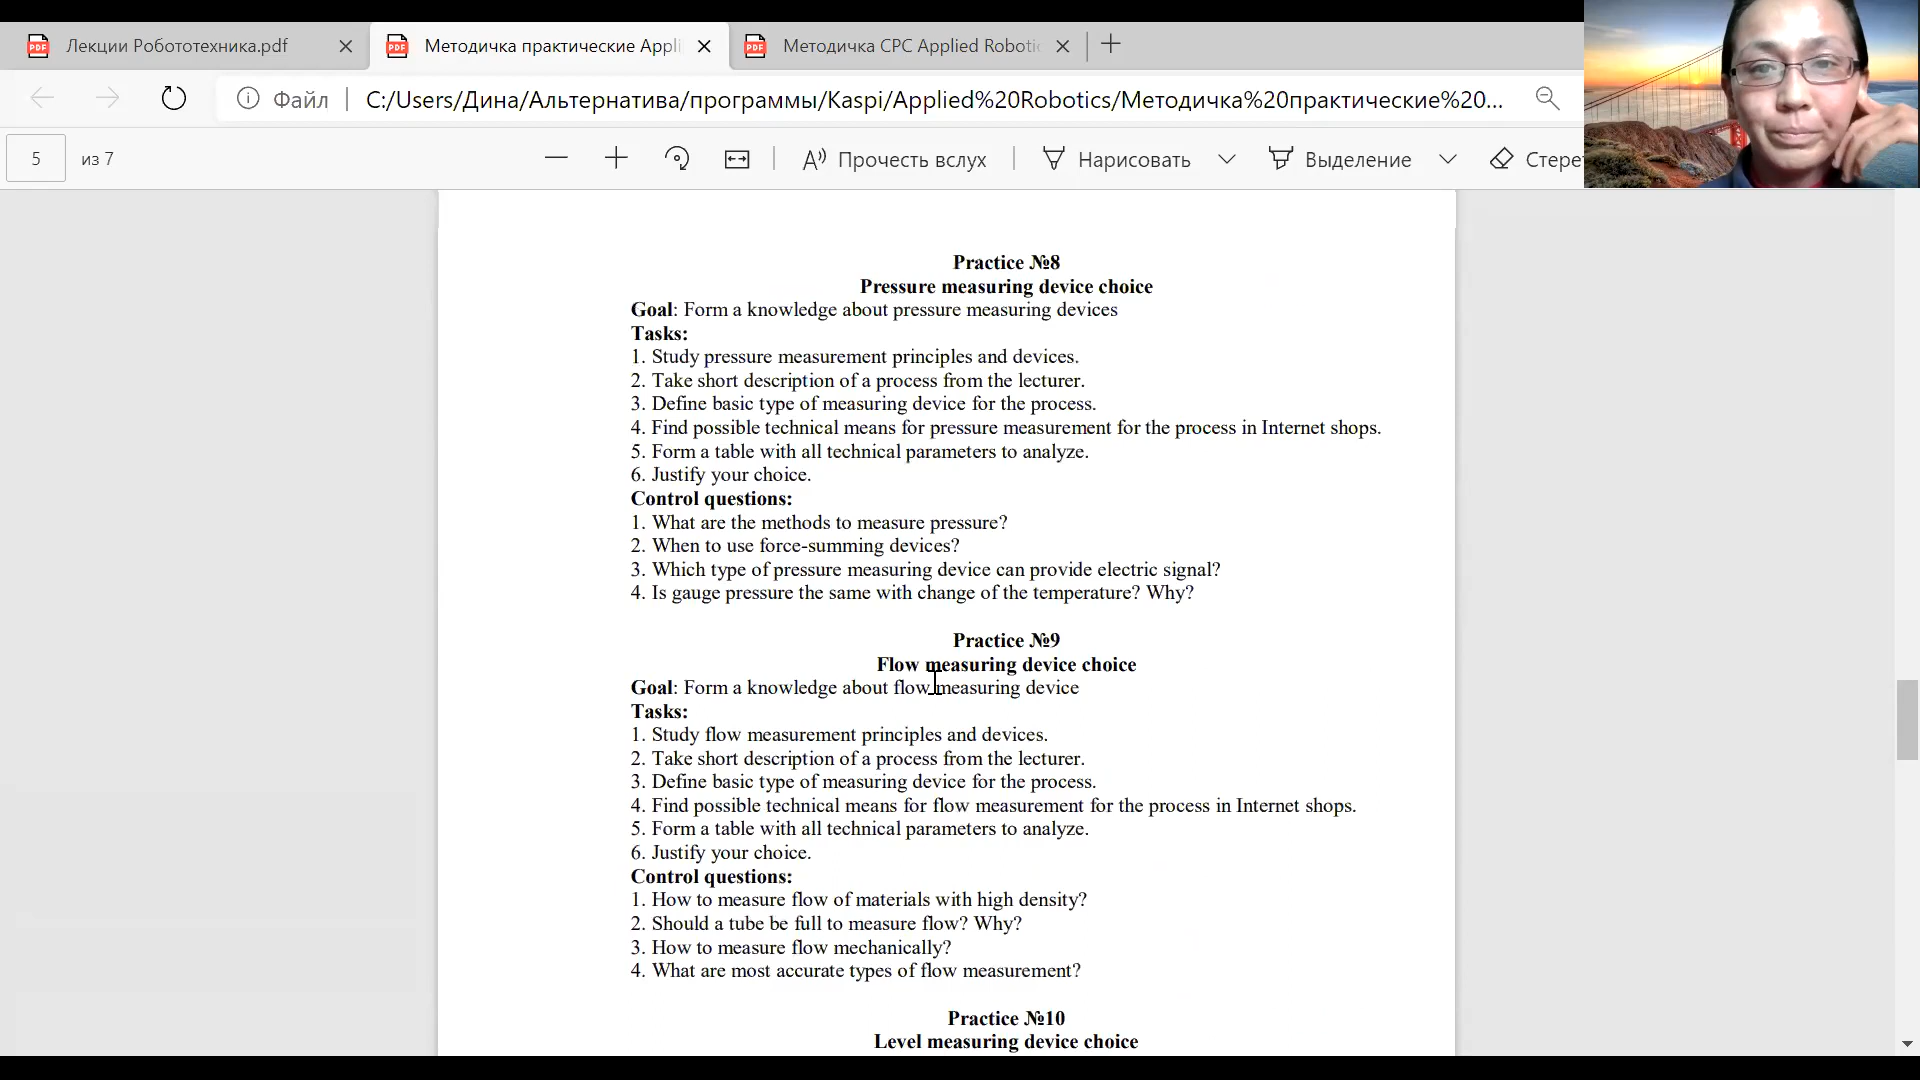 Лекции Робототехника.pdf
Методичка практические Appli
Методичка СРС Applied Robotic
Файл
C:/Users/Дина/Альтернатива/программы/Kaspi/Applied%20Robotics/Методичка%20практические%20...
5 из 7
Прочесть вслух
Нарисовать
Выделение
Стере
Practice №8
Pressure measuring device choice
Goal: Form a knowledge about pressure measuring devices
Tasks:
1. Study pressure measurement principles and devices.
2. Take short description of a process from the lecturer.
3. Define basic type of measuring device for the process.
4. Find possible technical means for pressure measurement for the process in Internet shops.
5. Form a table with all technical parameters to analyze.
6. Justify your choice.
Control questions:
1. What are the methods to measure pressure?
2. When to use force-summing devices?
3. Which type of pressure measuring device can provide electric signal?
4. Is gauge pressure the same with change of the temperature? Why?
Practice №9
Flow measuring device choice
Goal: Form a knowledge about flow measuring device
Tasks:
1. Study flow measurement principles and devices.
2. Take short description of a process from the lecturer.
3. Define basic type of measuring device for the process.
4. Find possible technical means for flow measurement for the process in Internet shops.
5. Form a table with all technical parameters to analyze.
6. Justify your choice.
Control questions:
1. How to measure flow of materials with high density?
2. Should a tube be full to measure flow? Why?
3. How to measure flow mechanically?
4. What are most accurate types of flow measurement?
Practice №10
Level measuring device choice